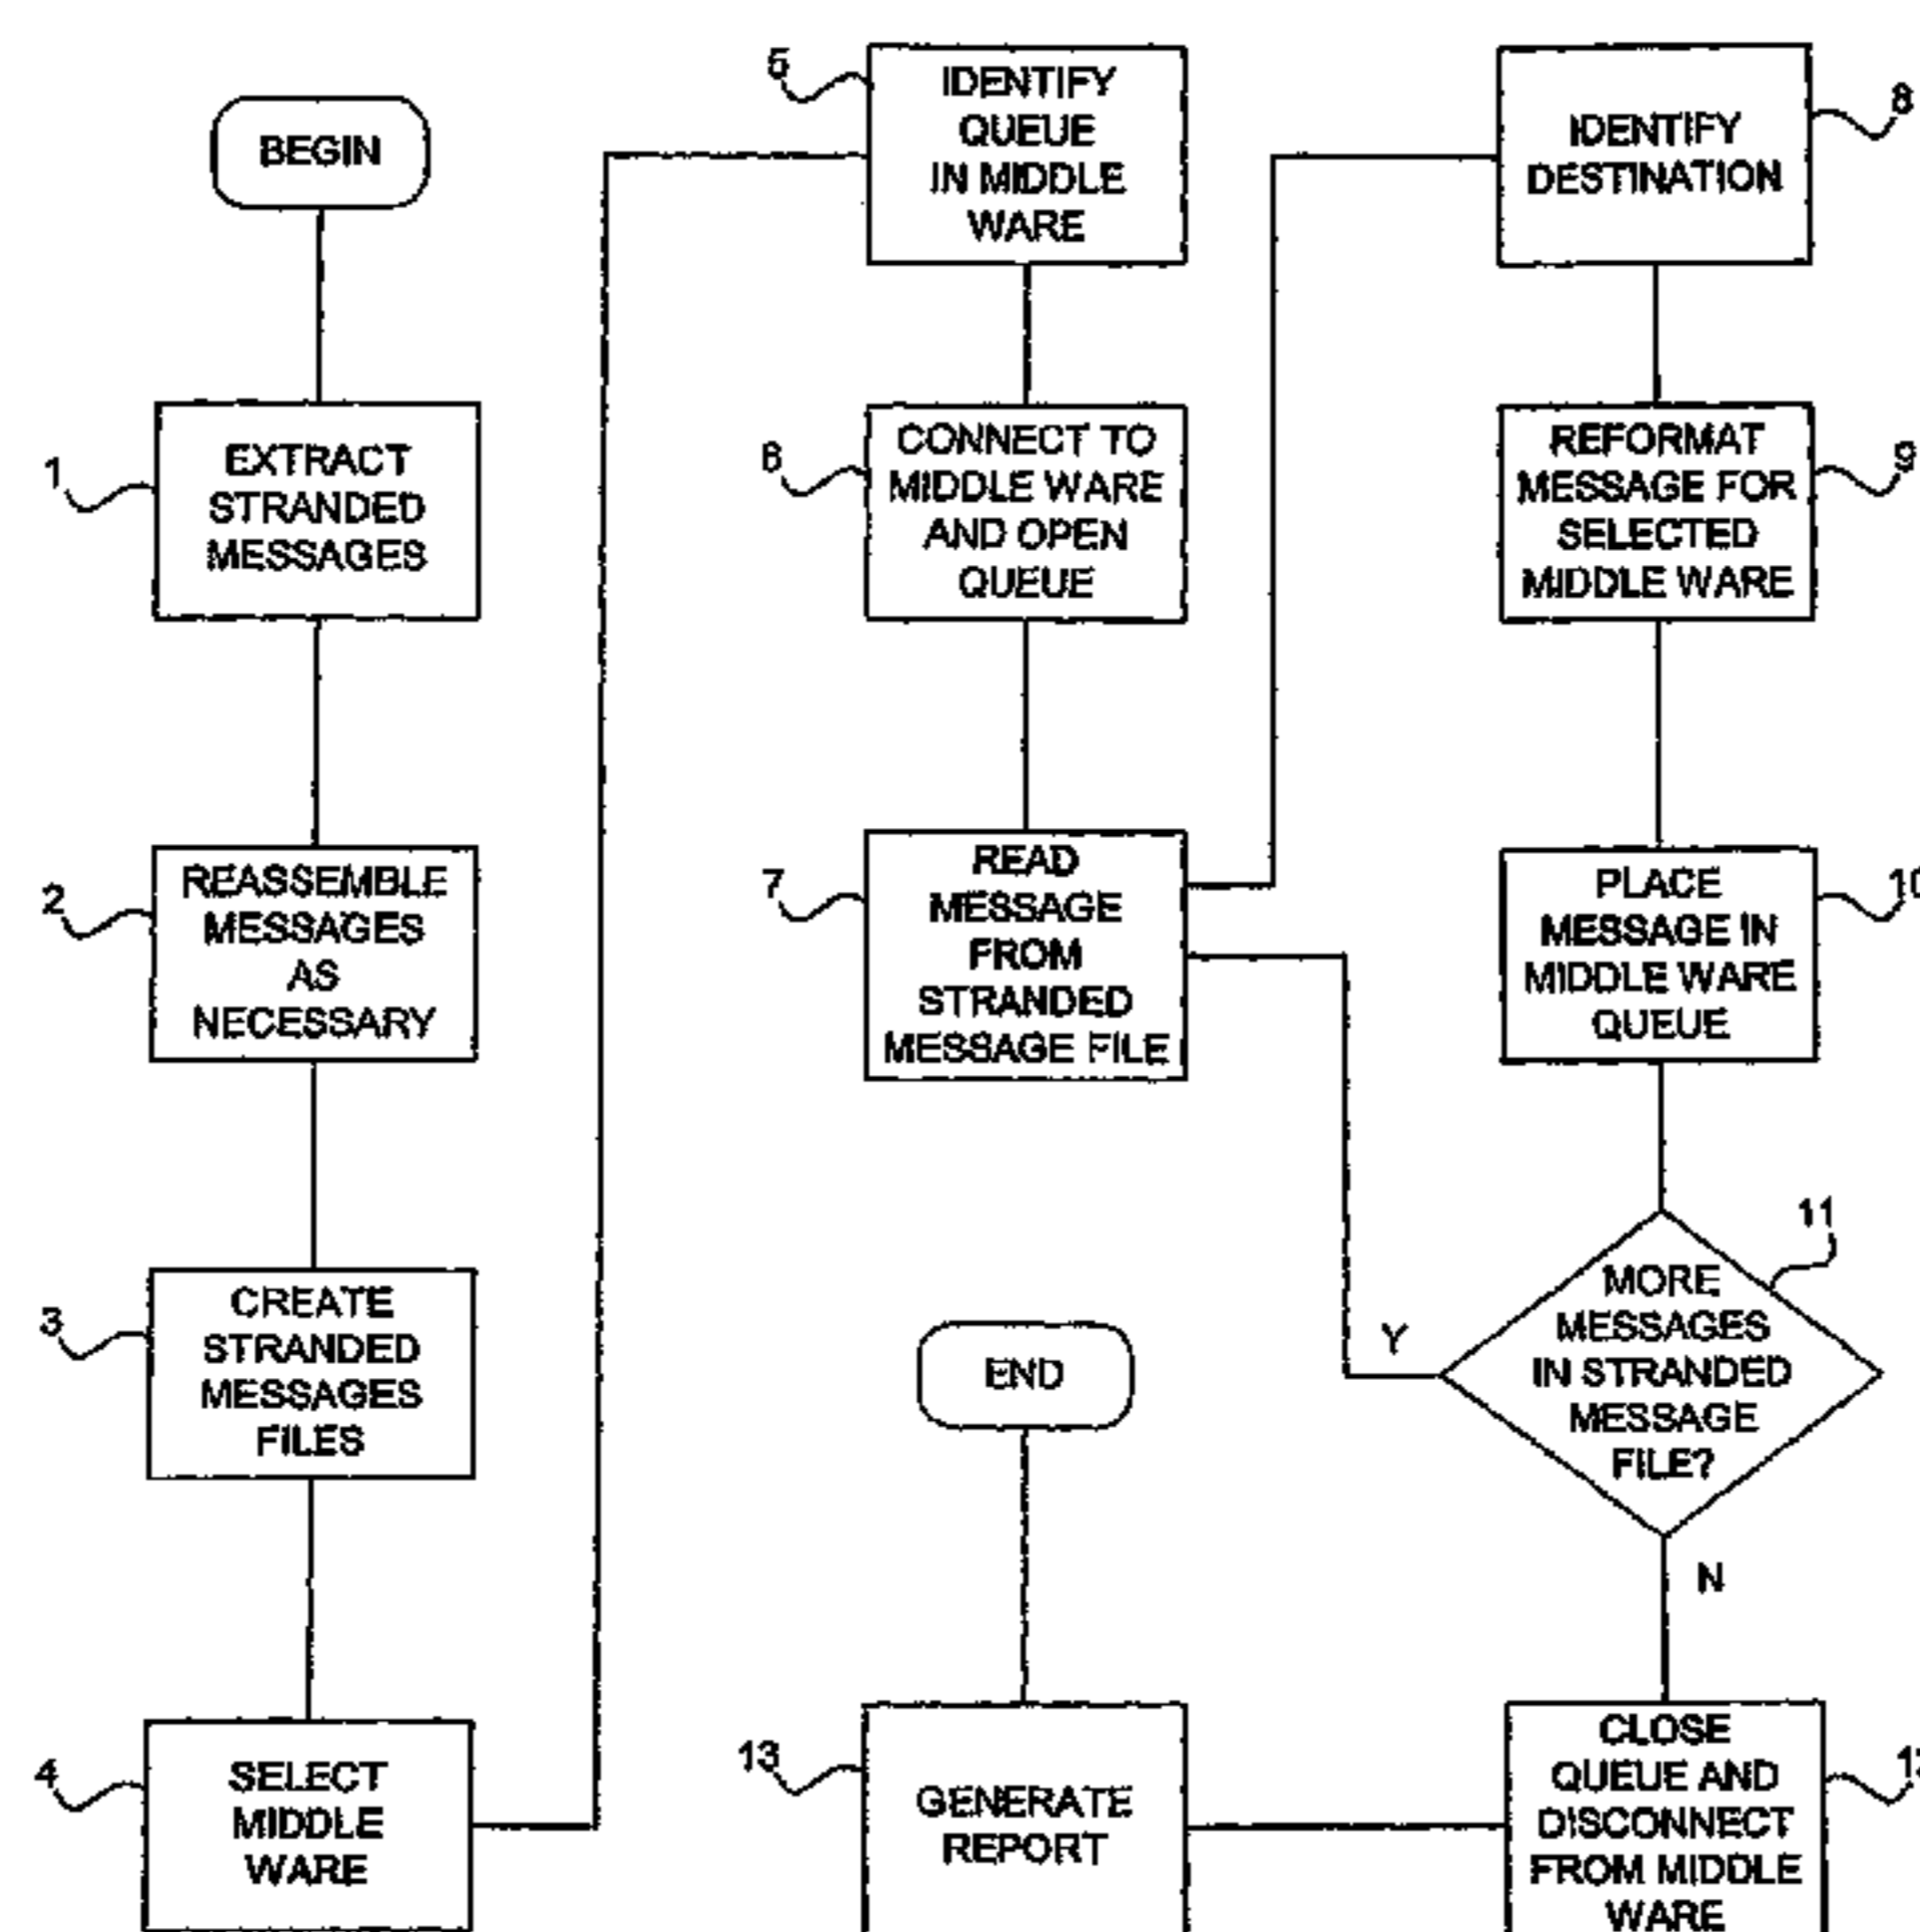 BEGIN
1
EXTRACT
STRANDED
MESSAGES
2
REASSEMBLE
MESSAGES
AS
NECESSARY
3
CREATE
STRANDED
MESSAGES
FILES
4
SELECT
MIDDLE
WARE
5
IDENTIFY
QUEUE
IN MIDDLE
WARE
6
CONNECT TO
MIDDLE WARE
AND OPEN
QUEUE
7
READ
MESSAGE
FROM
STRANDED
MESSAGE FILE
8
IDENTIFY
DESTINATION
9
REFORMAT
MESSAGE FOR
SELECTED
MIDDLE WARE
10
PLACE
MESSAGE IN
MIDDLE WARE
QUEUE
11
MORE
MESSAGES
IN STRANDED
MESSAGE
FILE?
Y
N
12
CLOSE
QUEUE AND
DISCONNECT
FROM MIDDLE
WARE
13
GENERATE
REPORT
END